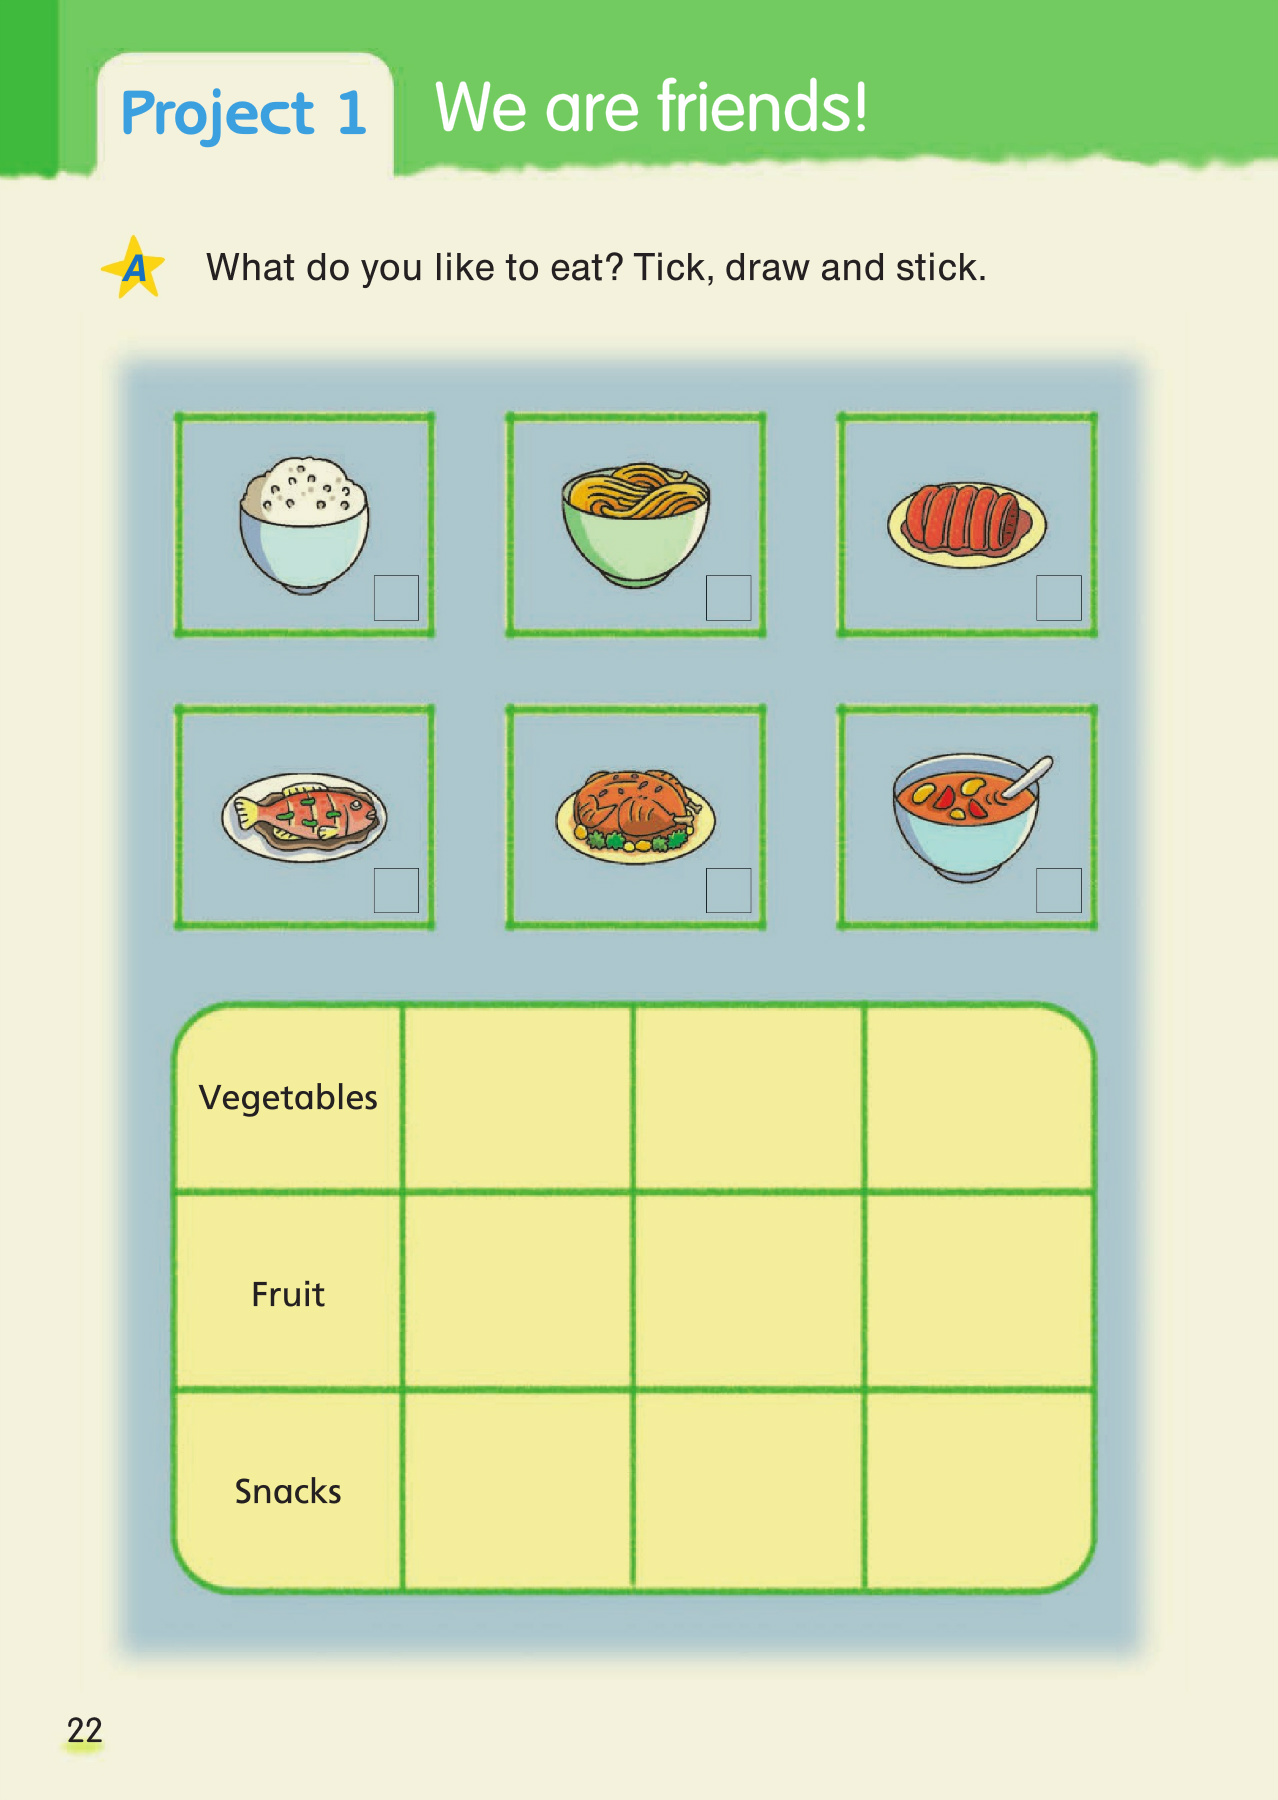 Project 1
We are friends!
A
What do you like to eat? Tick, draw and stick.
Vegetables
Fruit
Snacks
22